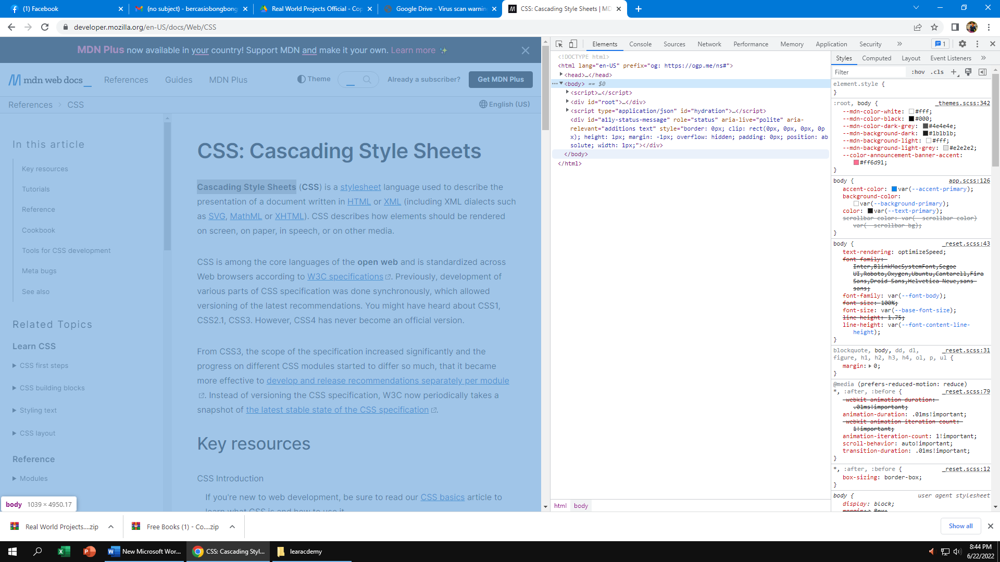 (1) Facebook
(no subject) - bercasiobongbong
Real World Projects Official - Cop
Google Drive - Virus scan warnin
CSS: Cascading Style Sheets | MD
developer.mozilla.org/en-US/docs/Web/CSS
MDN Plus now available in your country! Support MDN and make it your own. Learn more ✨
mdn web docs_
References
Guides
MDN Plus
Theme
Already a subscriber?
Get MDN Plus
References > CSS
English (US)
In this article
Key resources
Tutorials
Reference
Cookbook
Tools for CSS development
Meta bugs
See also
Related Topics
Learn CSS
CSS first steps
CSS building blocks
Styling text
CSS layout
Reference
Modules
CSS: Cascading Style Sheets
Cascading Style Sheets (CSS) is a stylesheet language used to describe the
presentation of a document written in HTML or XML (including XML dialects such
as SVG, MathML or XHTML). CSS describes how elements should be rendered
on screen, on paper, in speech, or on other media.
CSS is among the core languages of the open web and is standardized across
Web browsers according to W3C specifications. Previously, development of
various parts of CSS specification was done synchronously, which allowed
versioning of the latest recommendations. You might have heard about CSS1,
CSS2.1, CSS3. However, CSS4 has never become an official version.
From CSS3, the scope of the specification increased significantly and the
progress on different CSS modules started to differ so much, that it became
more effective to develop and release recommendations separately per module
. Instead of versioning the CSS specification, W3C now periodically takes a
snapshot of the latest stable state of the CSS specification.
Key resources
CSS Introduction
If you're new to web development, be sure to read our CSS basics article to
learn what CSS is and how to use it.
body 1039 × 4950.17
Elements
Console
Sources
Network
Performance
Memory
Application
Security
1
<!DOCTYPE html>
<html lang="en-US" prefix="og: https://ogp.me/ns#">
<head>…</head>
<body> == $0
<script>…</script>
<div id="root">…</div>
<script type="application/json" id="hydration">…</script>
<div id="a11y-status-message" role="status" aria-live="polite" aria-
relevant="additions text" style="border: 0px; clip: rect(0px, 0px, 0px, 0p
x); height: 1px; margin: -1px; overflow: hidden; padding: 0px; position: ab
solute; width: 1px;"></div>
</body>
</html>
html
body
Styles
Computed
Layout
Event Listeners
Filter
:hov
.cls
element.style {
}
:root, body { _themes.scss:342
--mdn-color-white: #fff;
--mdn-color-black: #000;
--mdn-color-dark-grey: #4e4e4e;
--mdn-background-dark: #1b1b1b;
--mdn-background-light: #fff;
--mdn-background-light-grey: #e2e2e2;
--color-announcement-banner-accent:
#ff6d91;
}
body { app.scss:126
accent-color: var(--accent-primary);
background-color:
var(--background-primary);
color: var(--text-primary);
scrollbar-color: var(--scrollbar-color)
var(--scrollbar-bg);
}
body { _reset.scss:43
text-rendering: optimizeSpeed;
font-family:
Inter,BlinkMacSystemFont,Segoe
UI,Roboto,Oxygen,Ubuntu,Cantarell,Fira
Sans,Droid Sans,Helvetica Neue,sans-
sans;
font-family: var(--font-body);
font-size: 100%;
font-size: var(--base-font-size);
line-height: 1.75;
line-height: var(--font-content-line-
height);
}
blockquote, body, dd, dl, _reset.scss:31
figure, h1, h2, h3, h4, ol, p, ul {
margin: 0;
}
@media (prefers-reduced-motion: reduce)
*, :after, :before { _reset.scss:79
-webkit-animation-duration:
.01ms!important;
animation-duration: .01ms!important;
-webkit-animation-iteration-count:
1!important;
animation-iteration-count: 1!important;
scroll-behavior: auto!important;
transition-duration: .01ms!important;
}
*, :after, :before { _reset.scss:12
box-sizing: border-box;
}
body { user agent stylesheet
display: block;
margin: 8px;
Real World Projects....zip
Free Books (1) - Co....zip
Show all
New Microsoft Wor...
CSS: Cascading Styl...
learacdemy
8:44 PM
6/22/2022